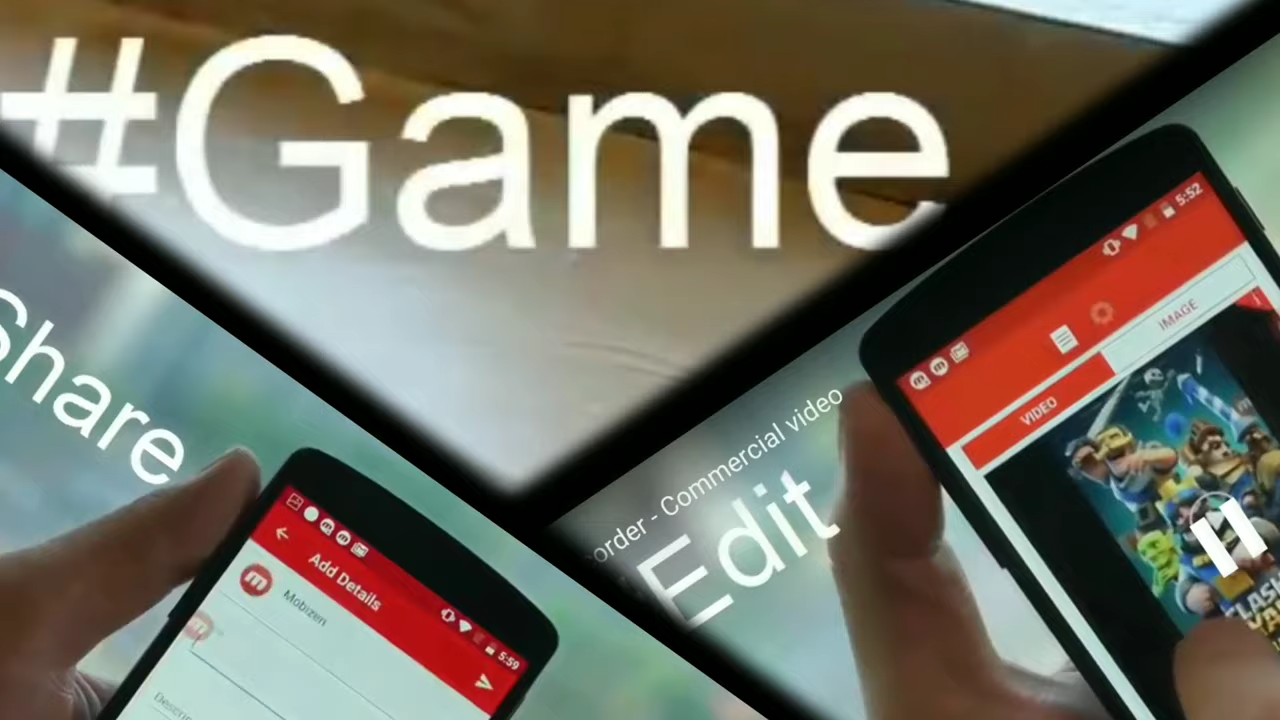 #Game
Share
order - Commercial video
Edit
5:52
IMAGE
VIDEO
5:59
Add Details
Mobizen